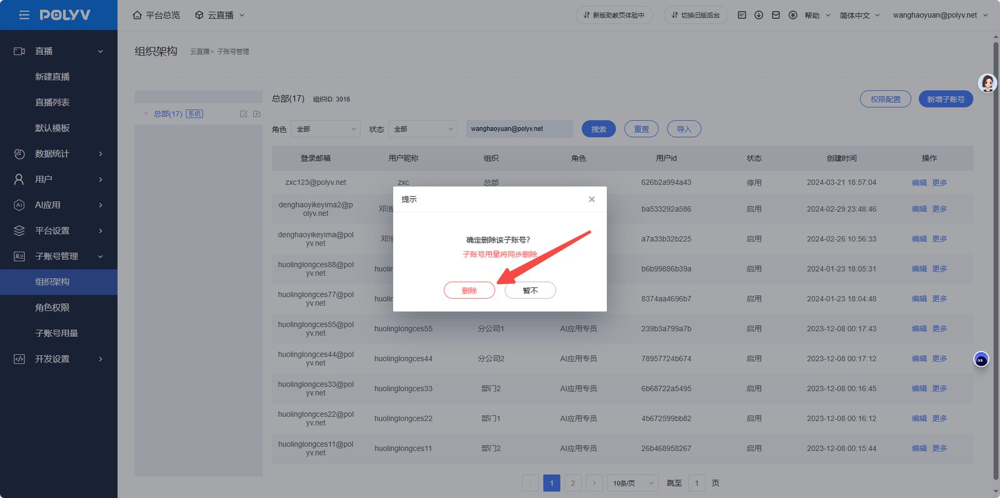 POLYV
平台总览
云直播
新版助教页体验中
切换旧版后台
帮助
简体中文
wanghaoyuan@polyv.net
直播
新建直播
直播列表
默认模板
数据统计
用户
AI应用
平台设置
子账号管理
组织架构
角色权限
子账号用量
开发设置
组织架构
云直播> 子账号管理
总部(17) 系统
总部(17) 组织ID: 3016
权限配置
新增子账号
角色 全部 状态 全部 wanghaoyuan@polyv.net 搜索 重置 导入
登录邮箱 用户昵称 组织 角色 用户id 状态 创建时间 操作
zxc123@polyv.net zxc 总部 626b2a994a43 停用 2024-03-21 18:57:04 编辑 更多
denghaoyikeyima2@p
olyv.net
邓浩 ba533292a586 启用 2024-02-29 23:48:46 编辑 更多
denghaoyikeyima@pol
yv.net
邓浩 a7a33b32b225 启用 2024-02-26 10:56:33 编辑 更多
huolinglongces88@pol
yv.net
huolin b6b99886b39a 启用 2024-01-23 18:05:31 编辑 更多
huolinglongces77@pol
yv.net
huolin 8374aa4696b7 启用 2024-01-23 18:04:48 编辑 更多
huolinglongces55@pol
yv.net
huolinglongces55 分公司1 AI应用专员 239b3a799a7b 启用 2023-12-08 00:17:43 编辑 更多
huolinglongces44@pol
yv.net
huolinglongces44 分公司2 AI应用专员 78957724b674 启用 2023-12-08 00:17:12 编辑 更多
huolinglongces33@pol
yv.net
huolinglongces33 部门2 AI应用专员 6b68722a5495 启用 2023-12-08 00:16:45 编辑 更多
huolinglongces22@pol
yv.net
huolinglongces22 部门1 AI应用专员 4b672599bb82 启用 2023-12-08 00:16:12 编辑 更多
huolinglongces11@pol
yv.net
huolinglongces11 部门2 AI应用专员 26b468958267 启用 2023-12-08 00:15:44 编辑 更多
1 2 10条/页 跳至 1 页
提示
确定删除该子账号?
子账号用量将同步删除
删除
暂不